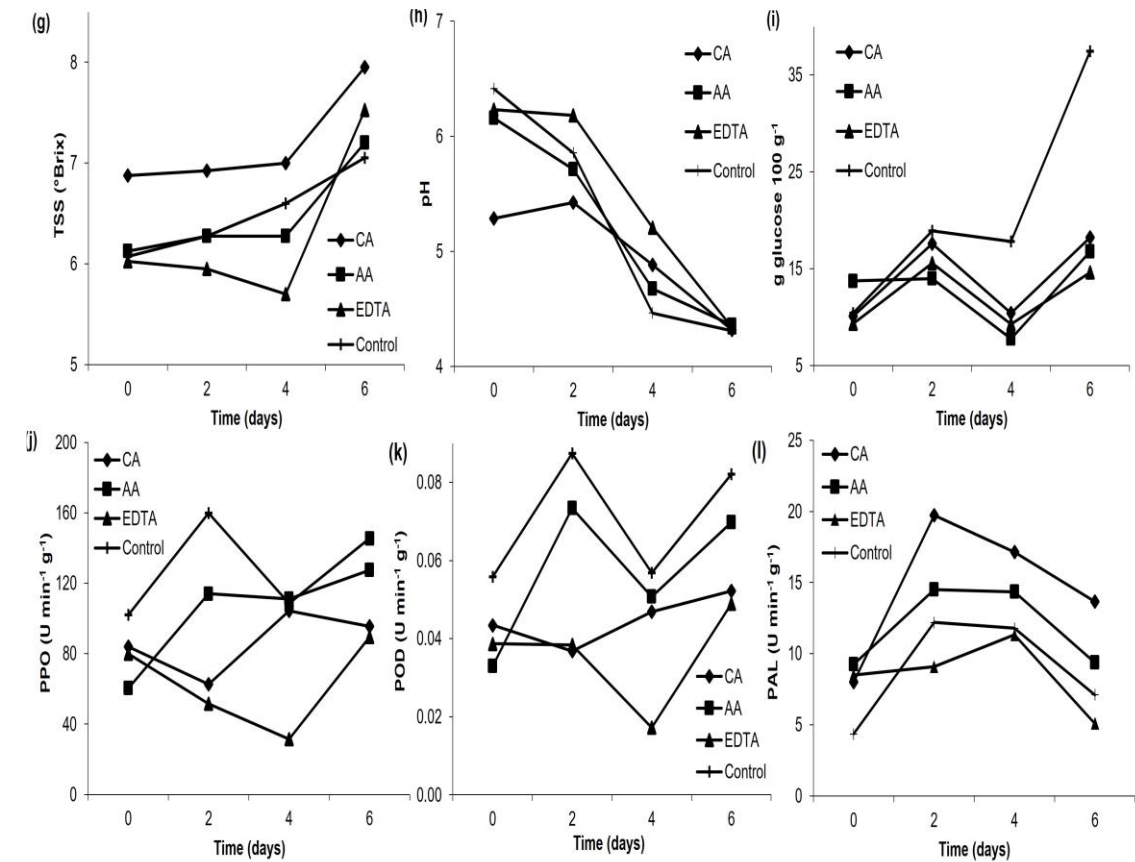 (g)
8
7
6
5
TSS (°Brix)
CA
AA
EDTA
Control
0 2 4 6
Time (days)
(h)
7
6
5
4
pH
CA
AA
EDTA
Control
0 2 4 6
Time (days)
(i)
35
25
15
5
g glucose 100 g⁻¹
CA
AA
EDTA
Control
0 2 4 6
Time (days)
(j)
200
160
120
80
40
0
PPO (U min⁻¹ g⁻¹)
CA
AA
EDTA
Control
0 2 4 6
Time (days)
(k)
0.08
0.06
0.04
0.02
0.00
POD (U min⁻¹ g⁻¹)
CA
AA
EDTA
Control
0 2 4 6
Time (days)
(l)
25
20
15
10
5
0
PAL (U min⁻¹ g⁻¹)
CA
AA
EDTA
Control
0 2 4 6
Time (days)